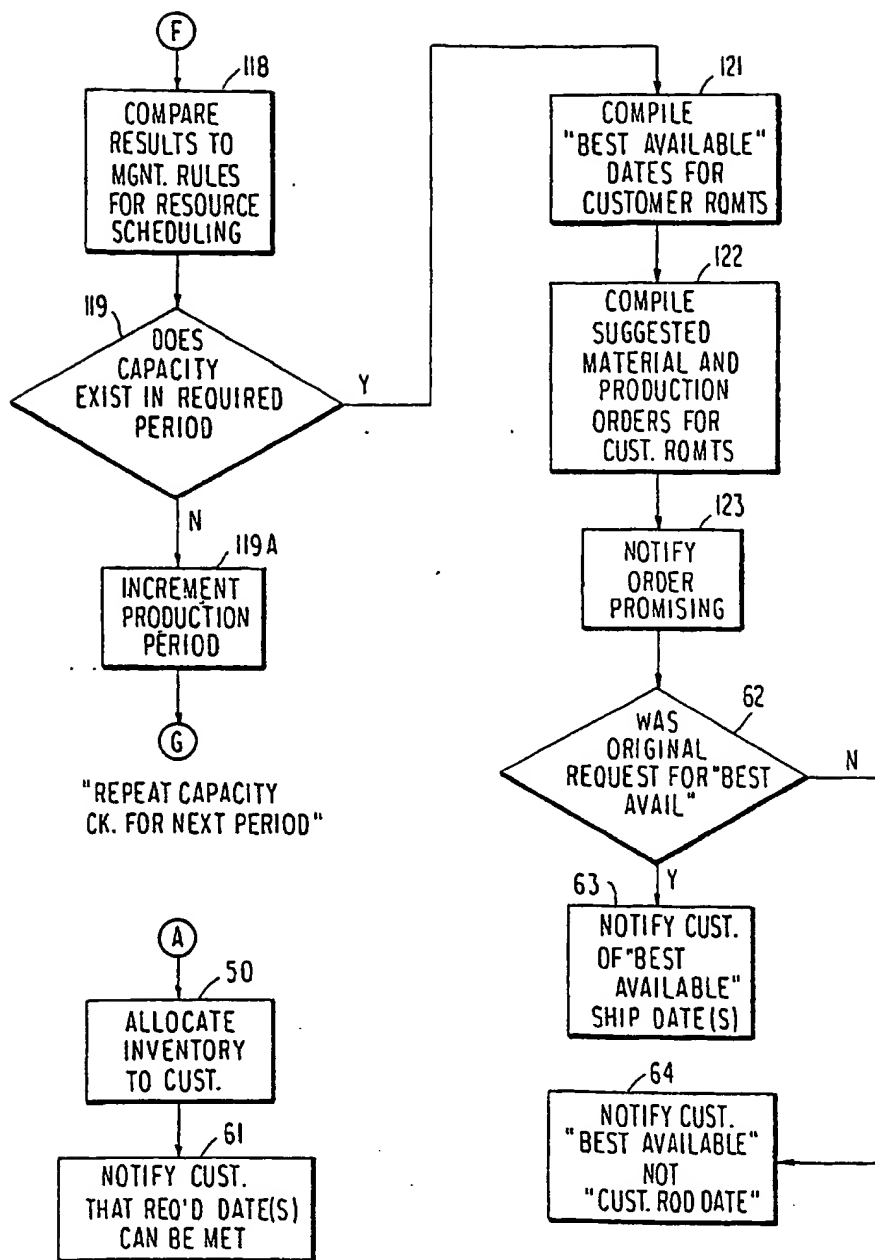 F
118
COMPARE
RESULTS TO
MGNT. RULES
FOR RESOURCE
SCHEDULING
119
DOES
CAPACITY
EXIST IN REQUIRED
PERIOD
Y
N
119A
INCREMENT
PRODUCTION
PERIOD
G
"REPEAT CAPACITY
CK. FOR NEXT PERIOD"
A
50
ALLOCATE
INVENTORY
TO CUST.
61
NOTIFY CUST.
THAT REQ'D DATE(S)
CAN BE MET
121
COMPILE
"BEST AVAILABLE"
DATES FOR
CUSTOMER RQMTS
122
COMPILE
SUGGESTED
MATERIAL AND
PRODUCTION
ORDERS FOR
CUST. RQMTS
123
NOTIFY
ORDER
PROMISING
62
WAS
ORIGINAL
REQUEST FOR "BEST
AVAIL"
N
Y
63
NOTIFY CUST.
OF "BEST
AVAILABLE"
SHIP DATE(S)
64
NOTIFY CUST.
"BEST AVAILABLE"
NOT
"CUST. RQD DATE"